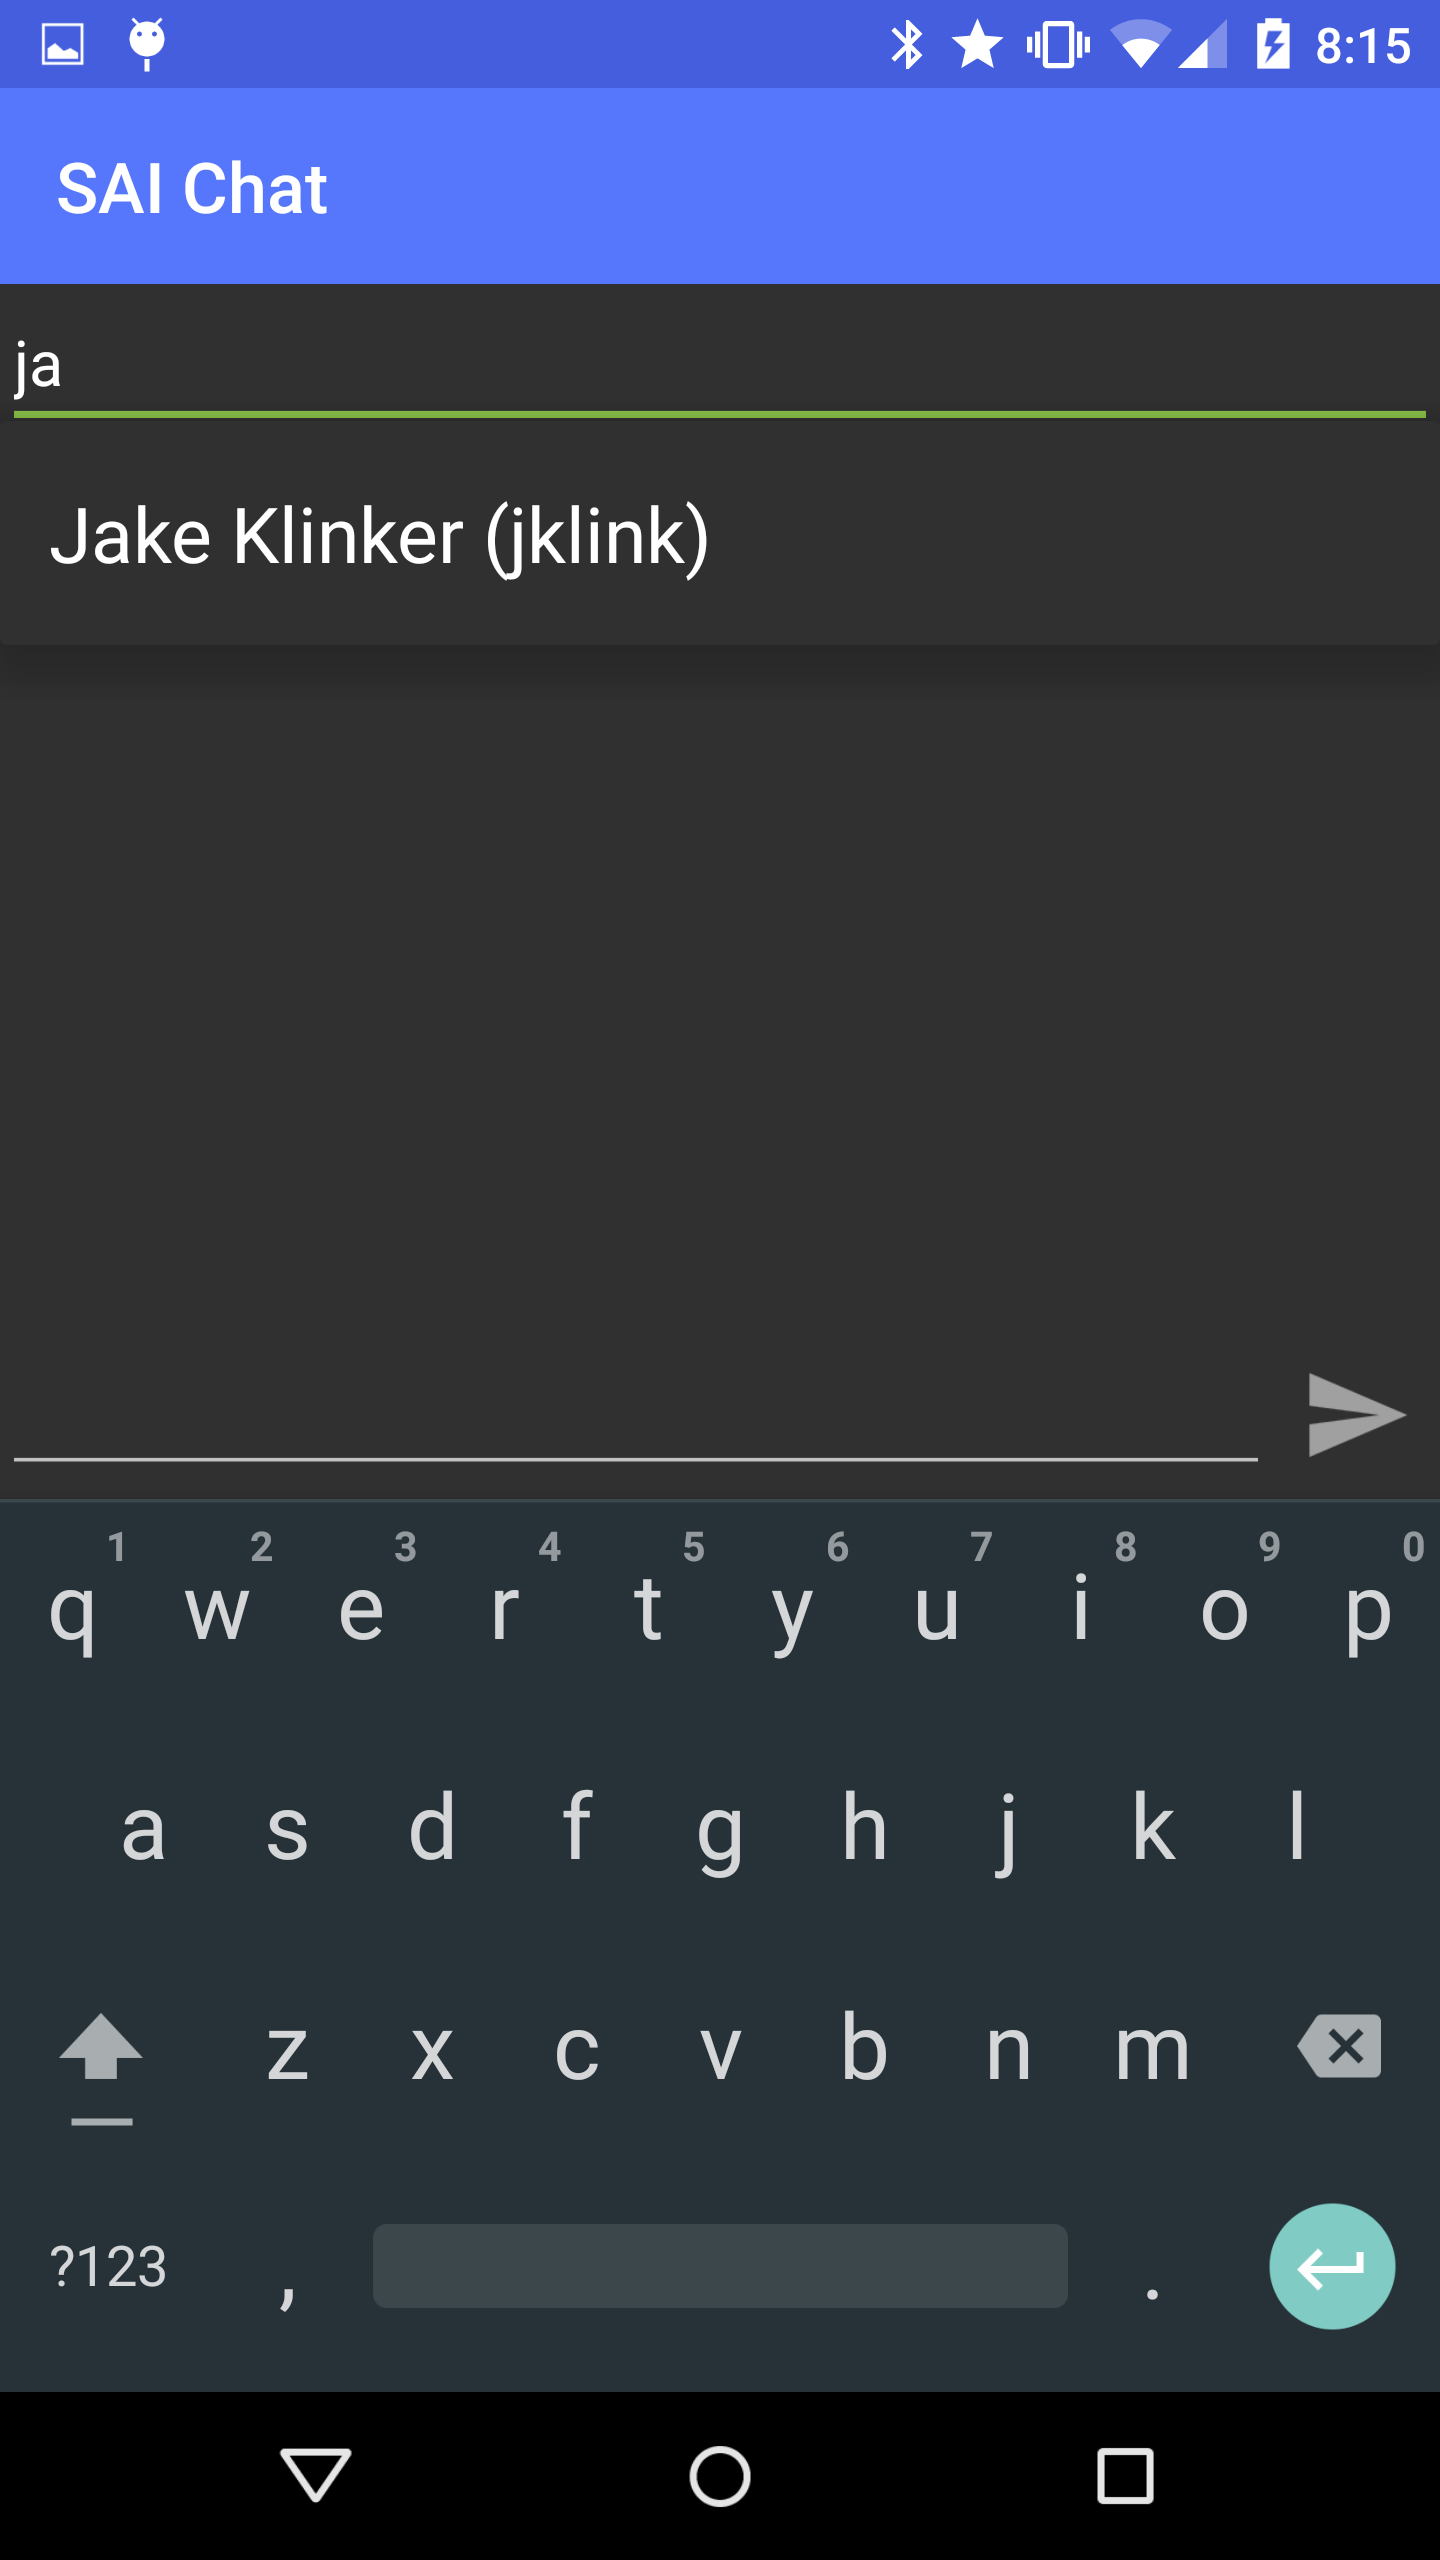 8:15
SAI Chat
ja
Jake Klinker (jklink)
1 2 3 4 5 6 7 8 9 0
q w e r t y u i o p
a s d f g h j k l
z x c v b n m
?123 , .